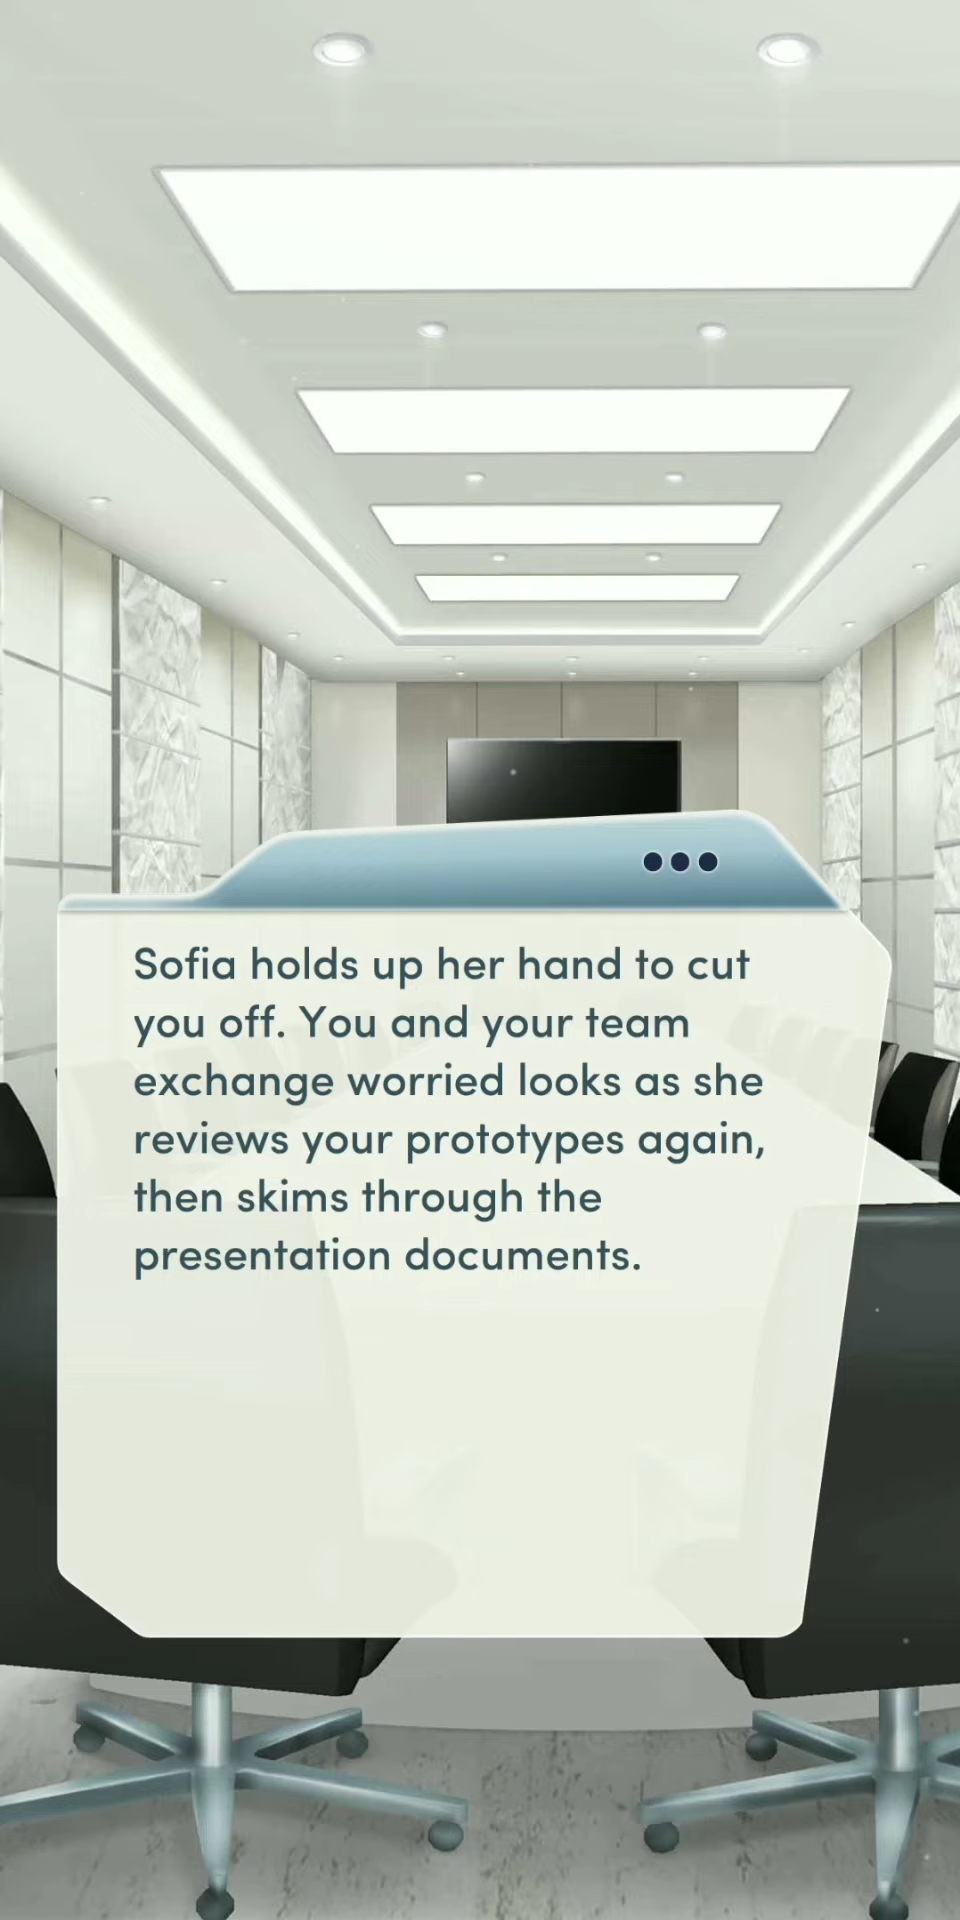 Sofia holds up her hand to cut
you off. You and your team
exchange worried looks as she
reviews your prototypes again,
then skims through the
presentation documents.